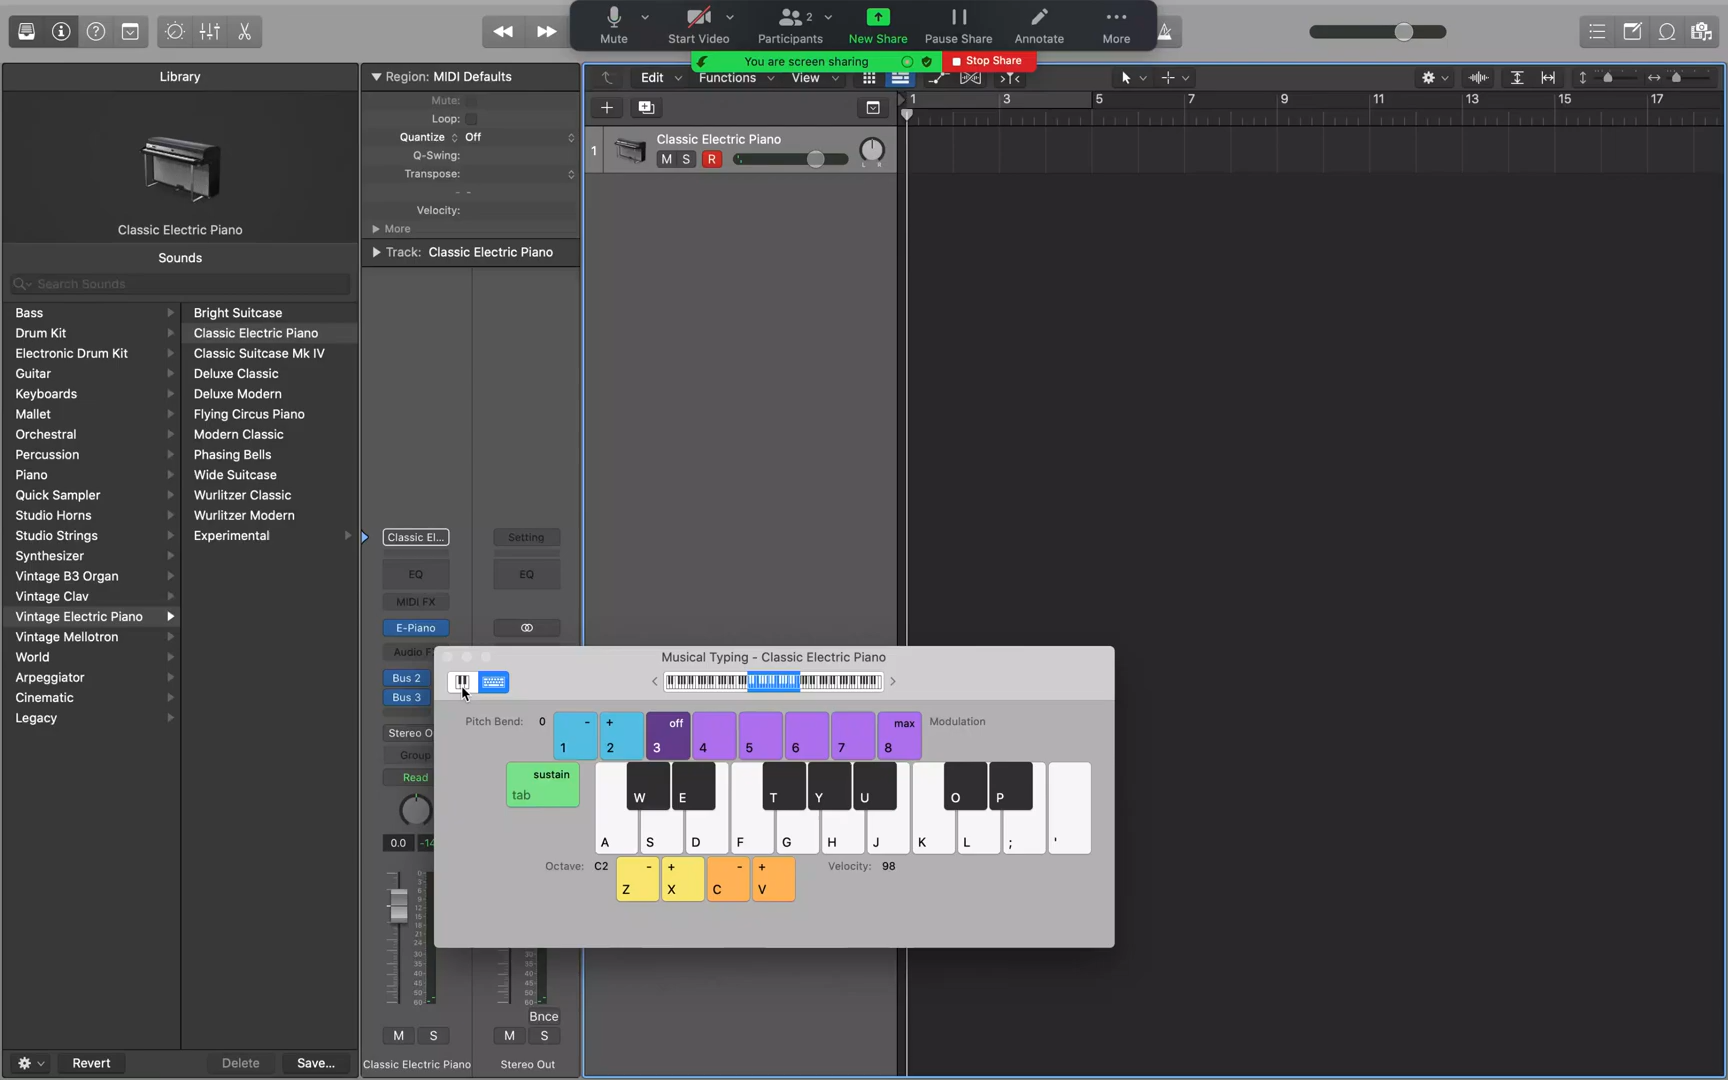 Mute
Start Video
2
Participants
New Share
Pause Share
Annotate
More
You are screen sharing
Stop Share
Library
Classic Electric Piano
Sounds
Search Sounds
Bass
Drum Kit
Electronic Drum Kit
Guitar
Keyboards
Mallet
Orchestral
Percussion
Piano
Quick Sampler
Studio Horns
Studio Strings
Synthesizer
Vintage B3 Organ
Vintage Clav
Vintage Electric Piano
Vintage Mellotron
World
Arpeggiator
Cinematic
Legacy
Bright Suitcase
Classic Electric Piano
Classic Suitcase Mk IV
Deluxe Classic
Deluxe Modern
Flying Circus Piano
Modern Classic
Phasing Bells
Wide Suitcase
Wurlitzer Classic
Wurlitzer Modern
Experimental
Revert
Delete
Save...
Region: MIDI Defaults
Mute:
Loop:
Quantize Off
Q-Swing:
Transpose:
- -
Velocity:
More
Track: Classic Electric Piano
Classic El...
Setting
EQ
EQ
MIDI FX
E-Piano
Audio F
Bus 2
Bus 3
Stereo O
Group
Read
0.0
-14
Bnce
M S
M S
Classic Electric Piano
Stereo Out
Edit
Functions
View
1 3 5 7 9 11 13 15 17
1
Classic Electric Piano
M S R
L R
Musical Typing - Classic Electric Piano
Pitch Bend: 0
- 1
+ 2
off 3
4
5
6
7
max 8
Modulation
sustain
tab
W E T Y U O P
A S D F G H J K L ; '
Octave: C2
- Z
+ X
- C
+ V
Velocity: 98